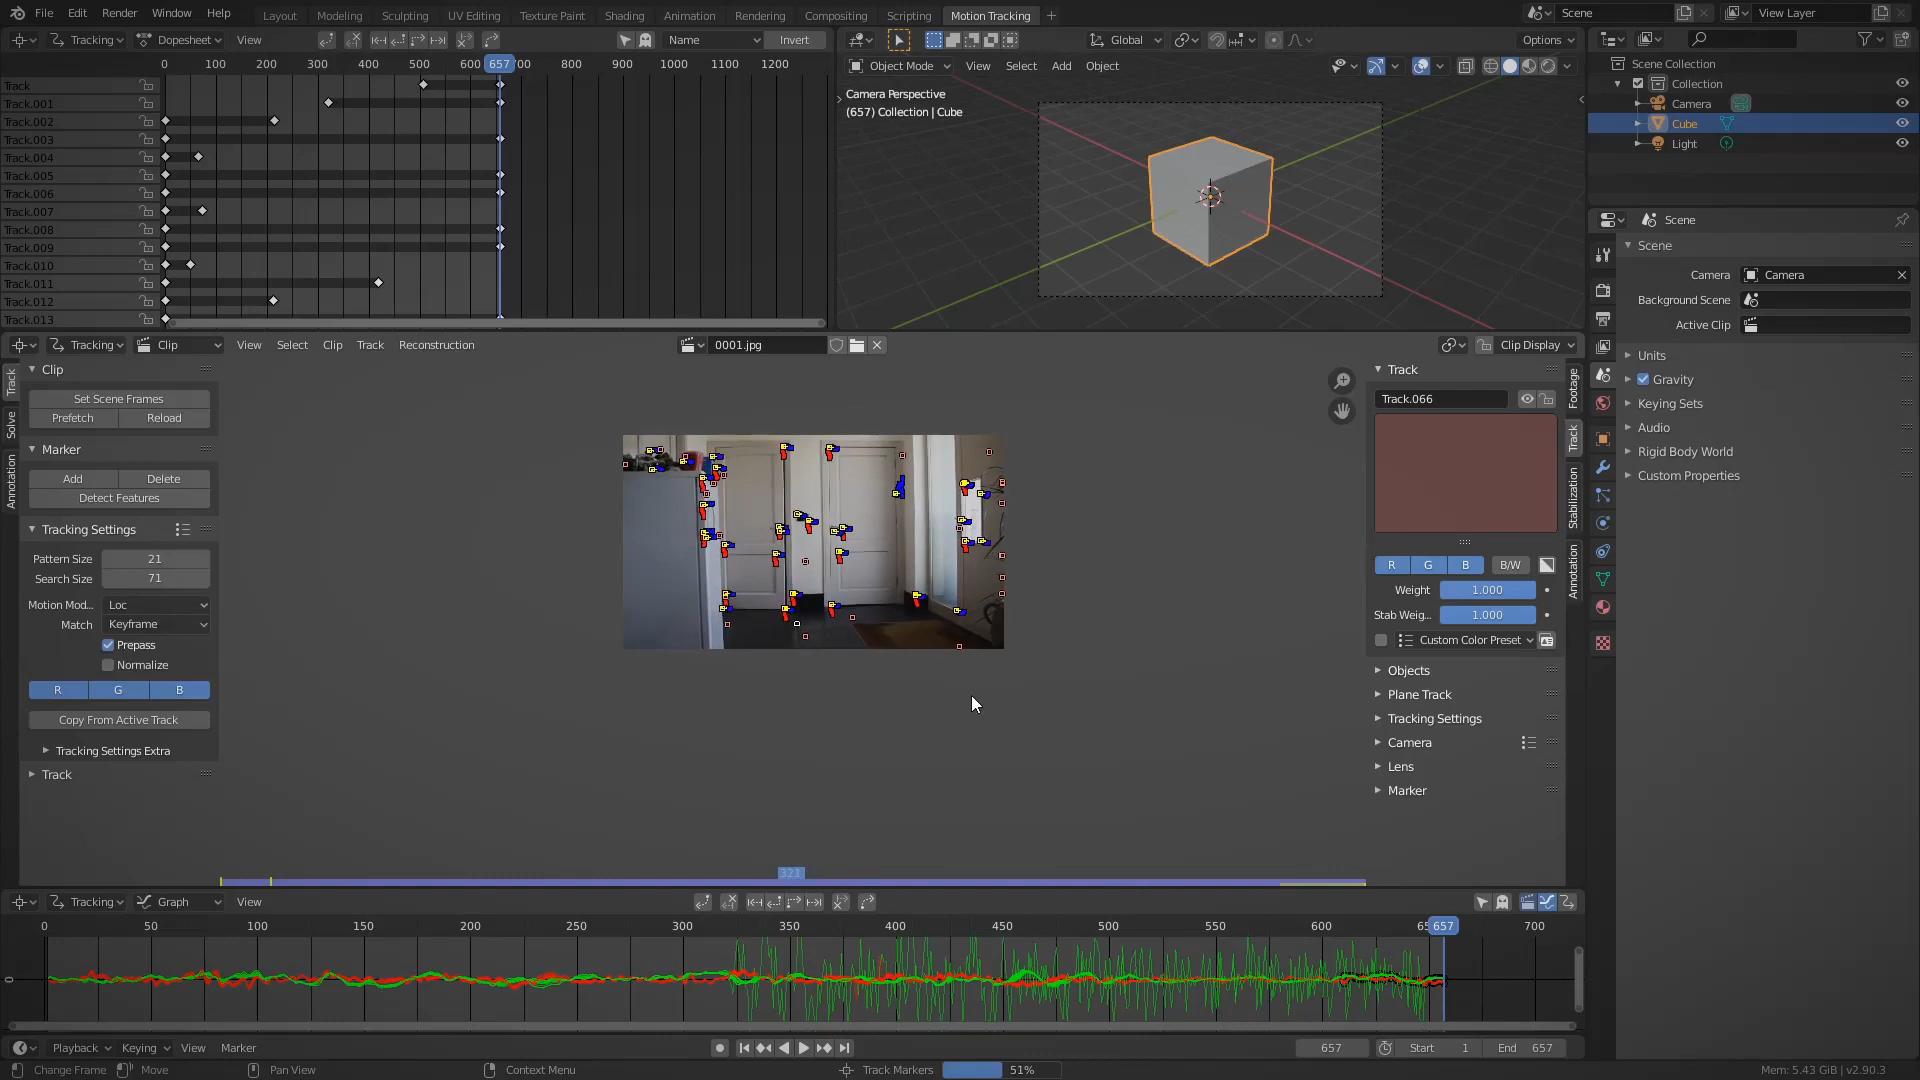 File Edit Render Window Help
Layout Modeling Sculpting UV Editing Texture Paint Shading Animation Rendering Compositing Scripting Motion Tracking +
Scene View Layer
Tracking Dopesheet View Name Invert
0 100 200 300 400 500 600 657 700 800 900 1000 1100 1200
Track
Track.001
Track.002
Track.003
Track.004
Track.005
Track.006
Track.007
Track.008
Track.009
Track.010
Track.011
Track.012
Track.013
Global Options
Object Mode View Select Add Object
Camera Perspective
(657) Collection | Cube
Scene Collection
Collection
Camera
Cube
Light
Scene
Scene
Camera Camera
Background Scene
Active Clip
Units
Gravity
Keying Sets
Audio
Rigid Body World
Custom Properties
Tracking Clip View Select Clip Track Reconstruction 0001.jpg Clip Display
Track
Solve
Annotation
Clip
Set Scene Frames
Prefetch Reload
Marker
Add Delete
Detect Features
Tracking Settings
Pattern Size 21
Search Size 71
Motion Mod... Loc
Match Keyframe
Prepass
Normalize
R G B
Copy From Active Track
Tracking Settings Extra
Track
321
Track
Track.066
R G B B/W
Weight 1.000
Stab Weig... 1.000
Custom Color Preset
Objects
Plane Track
Tracking Settings
Camera
Lens
Marker
Footage
Track
Stabilization
Annotation
Tracking Graph View
0 50 100 150 200 250 300 350 400 450 500 550 600 657 700
0
Playback Keying View Marker 657 Start 1 End 657
Change Frame Move Pan View Context Menu Track Markers 51% Mem: 5.43 GiB | v2.90.3